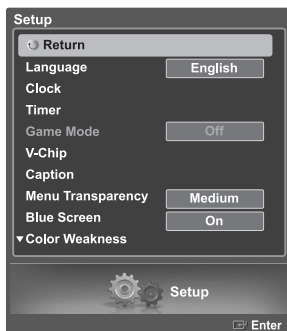 Setup
Return
Language English
Clock
Timer
Game Mode Off
V-Chip
Caption
Menu Transparency Medium
Blue Screen On
▼Color Weakness
Setup
Enter